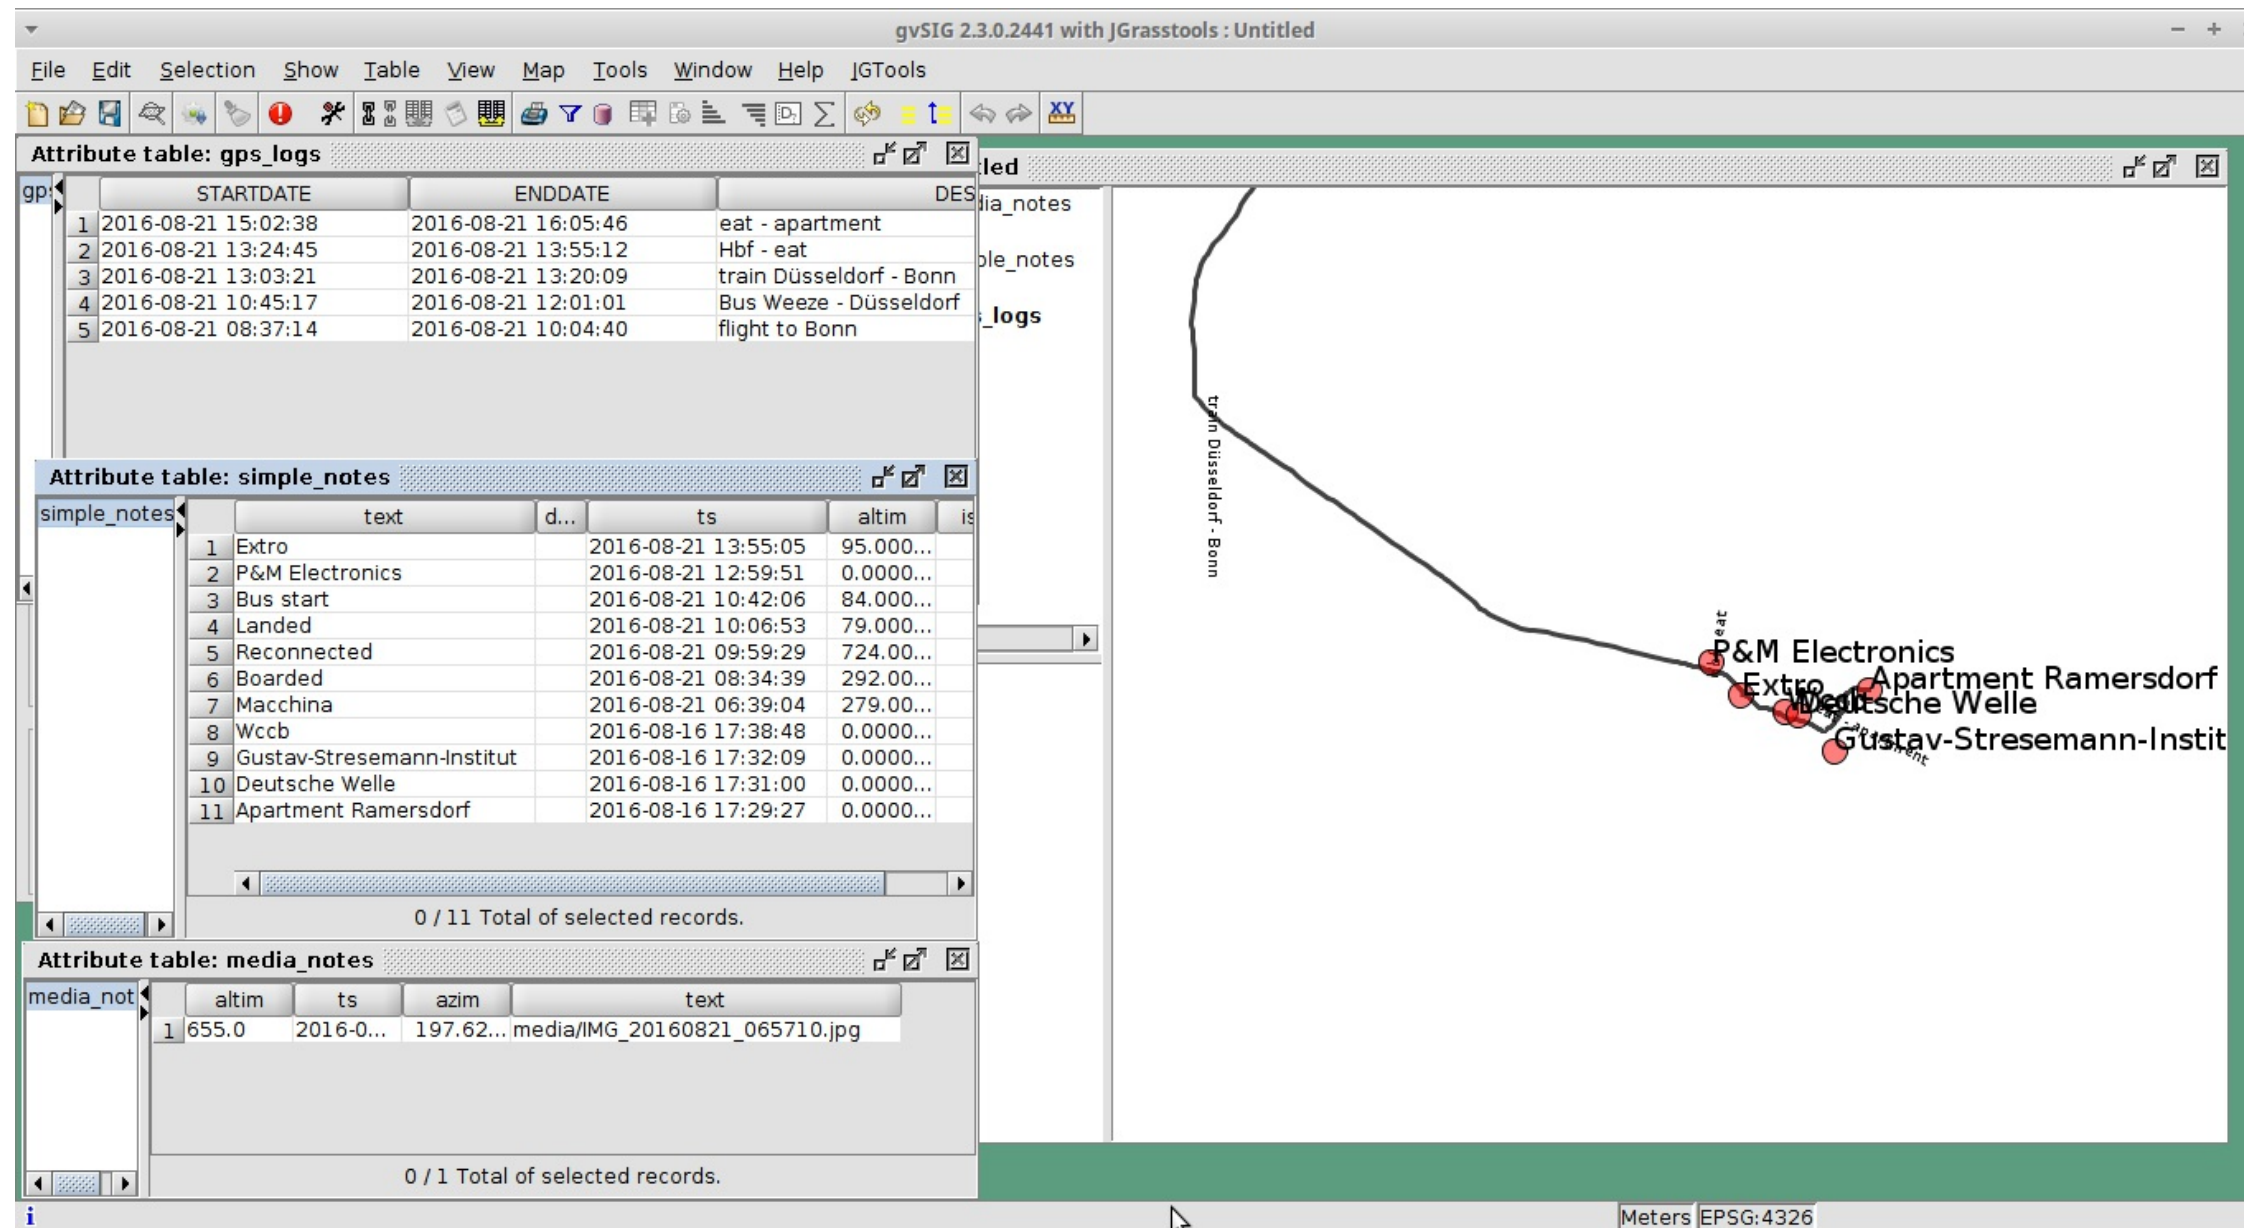 gvSIG 2.3.0.2441 with JGrasstools : Untitled
File Edit Selection Show Table View Map Tools Window Help JGTools
XY
Attribute table: gps_logs
gps
STARTDATE ENDDATE DES
1 2016-08-21 15:02:38 2016-08-21 16:05:46 eat - apartment
2 2016-08-21 13:24:45 2016-08-21 13:55:12 Hbf - eat
3 2016-08-21 13:03:21 2016-08-21 13:20:09 train Düsseldorf - Bonn
4 2016-08-21 10:45:17 2016-08-21 12:01:01 Bus Weeze - Düsseldorf
5 2016-08-21 08:37:14 2016-08-21 10:04:40 flight to Bonn
Attribute table: simple_notes
simple_notes
text d... ts altim is
1 Extro 2016-08-21 13:55:05 95.000...
2 P&M Electronics 2016-08-21 12:59:51 0.0000...
3 Bus start 2016-08-21 10:42:06 84.000...
4 Landed 2016-08-21 10:06:53 79.000...
5 Reconnected 2016-08-21 09:59:29 724.00...
6 Boarded 2016-08-21 08:34:39 292.00...
7 Macchina 2016-08-21 06:39:04 279.00...
8 Wccb 2016-08-16 17:38:48 0.0000...
9 Gustav-Stresemann-Institut 2016-08-16 17:32:09 0.0000...
10 Deutsche Welle 2016-08-16 17:31:00 0.0000...
11 Apartment Ramersdorf 2016-08-16 17:29:27 0.0000...
0 / 11 Total of selected records.
Attribute table: media_notes
media_not
altim ts azim text
1 655.0 2016-0... 197.62... media/IMG_20160821_065710.jpg
0 / 1 Total of selected records.
tled
dia_notes
ple_notes
s_logs
train Düsseldorf - Bonn
eat
P&M Electronics
Extro
Wccb
Apartment Ramersdorf
Deutsche Welle
eat - apartment
Gustav-Stresemann-Instit
Meters EPSG:4326